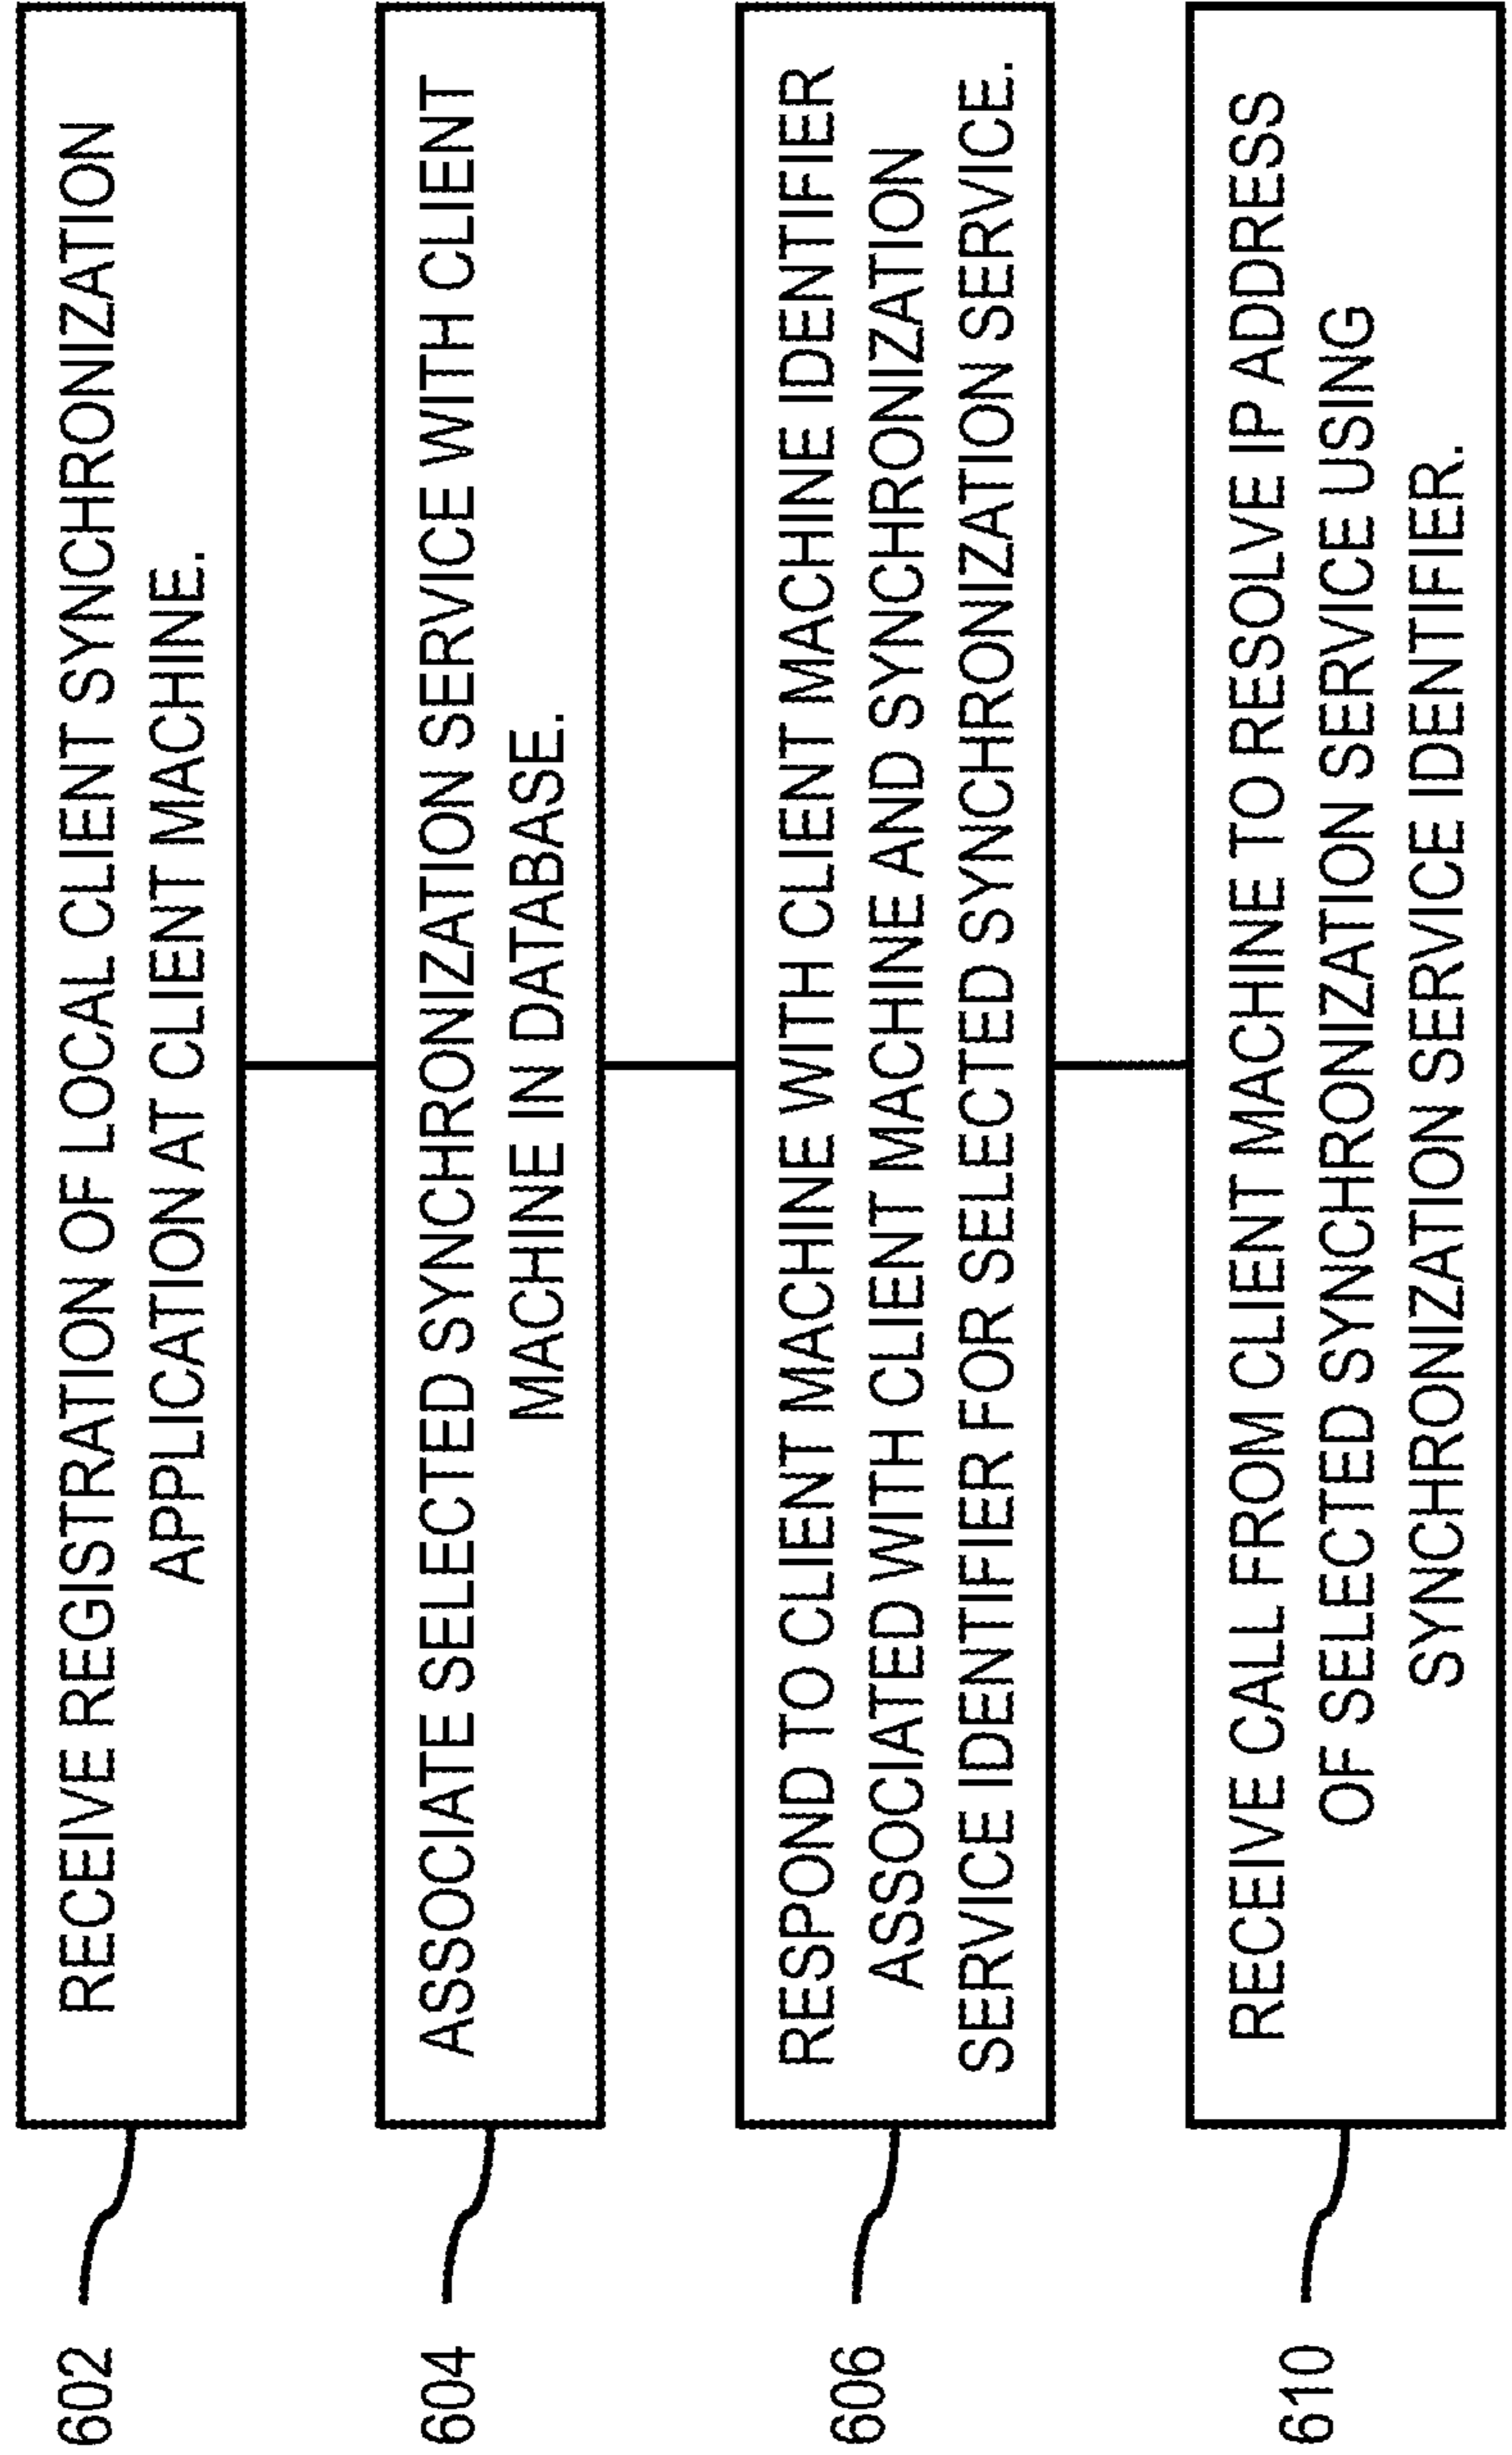 602
RECEIVE REGISTRATION OF LOCAL CLIENT SYNCHRONIZATION
APPLICATION AT CLIENT MACHINE.
604
ASSOCIATE SELECTED SYNCHRONIZATION SERVICE WITH CLIENT
MACHINE IN DATABASE.
606
RESPOND TO CLIENT MACHINE WITH CLIENT MACHINE IDENTIFIER
ASSOCIATED WITH CLIENT MACHINE AND SYNCHRONIZATION
SERVICE IDENTIFIER FOR SELECTED SYNCHRONIZATION SERVICE.
610
RECEIVE CALL FROM CLIENT MACHINE TO RESOLVE IP ADDRESS
OF SELECTED SYNCHRONIZATION SERVICE USING
SYNCHRONIZATION SERVICE IDENTIFIER.